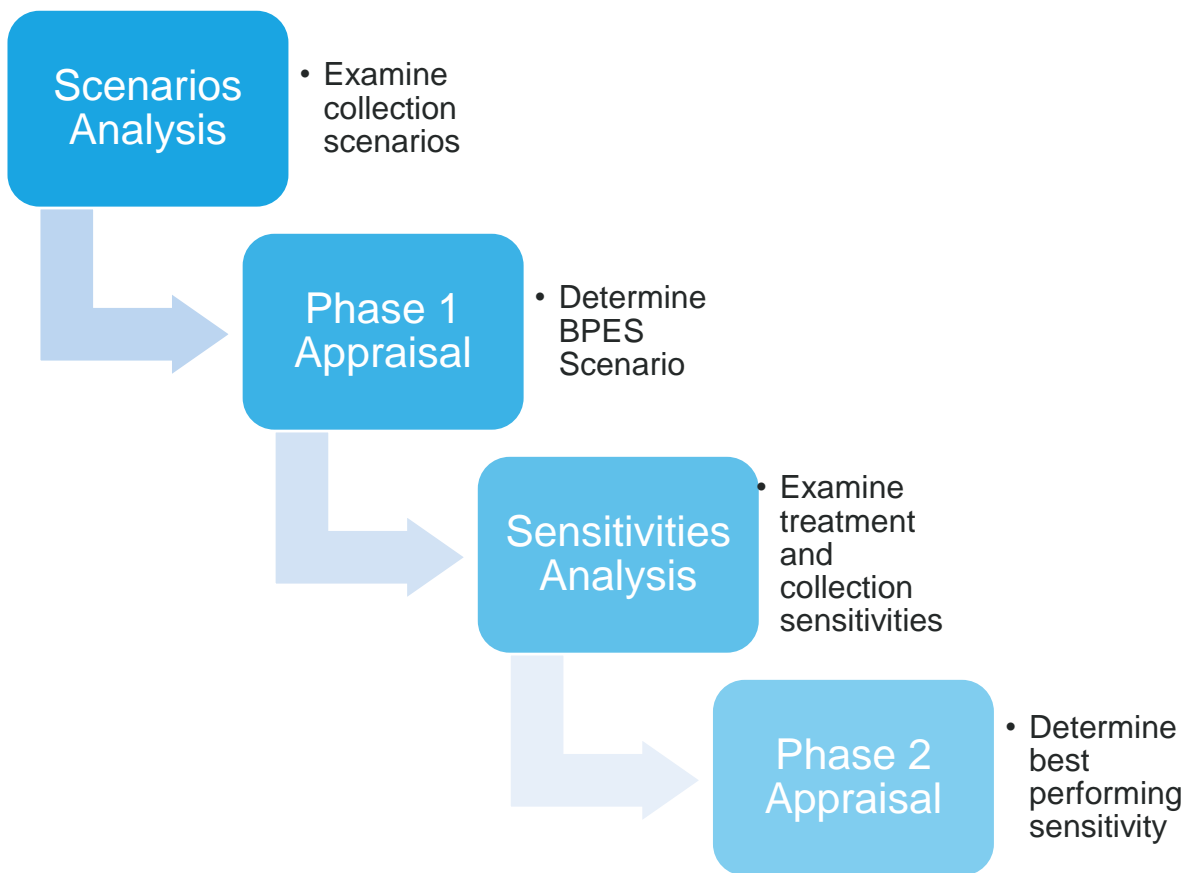 Scenarios
Analysis
• Examine
collection
scenarios
Phase 1
Appraisal
• Determine
BPES
Scenario
Sensitivities
Analysis
• Examine
treatment
and
collection
sensitivities
Phase 2
Appraisal
• Determine
best
performing
sensitivity